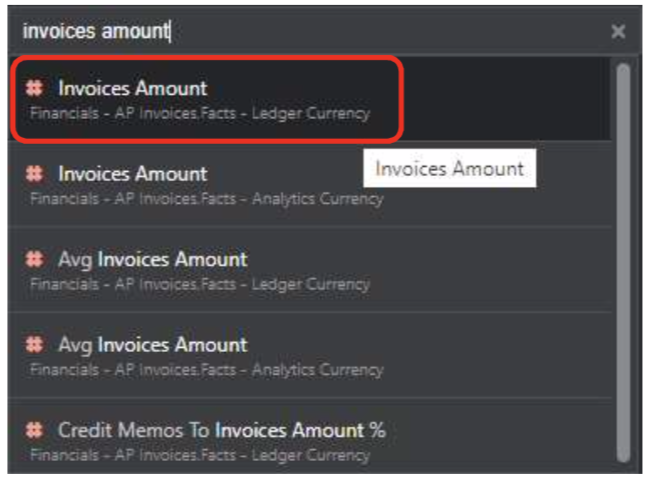 invoices amount
Invoices Amount
Financials - AP Invoices.Facts - Ledger Currency
Invoices Amount
Invoices Amount
Financials - AP Invoices.Facts - Analytics Currency
Avg Invoices Amount
Financials - AP Invoices.Facts - Ledger Currency
Avg Invoices Amount
Financials - AP Invoices.Facts - Analytics Currency
Credit Memos To Invoices Amount %
Financials - AP Invoices.Facts - Ledger Currency